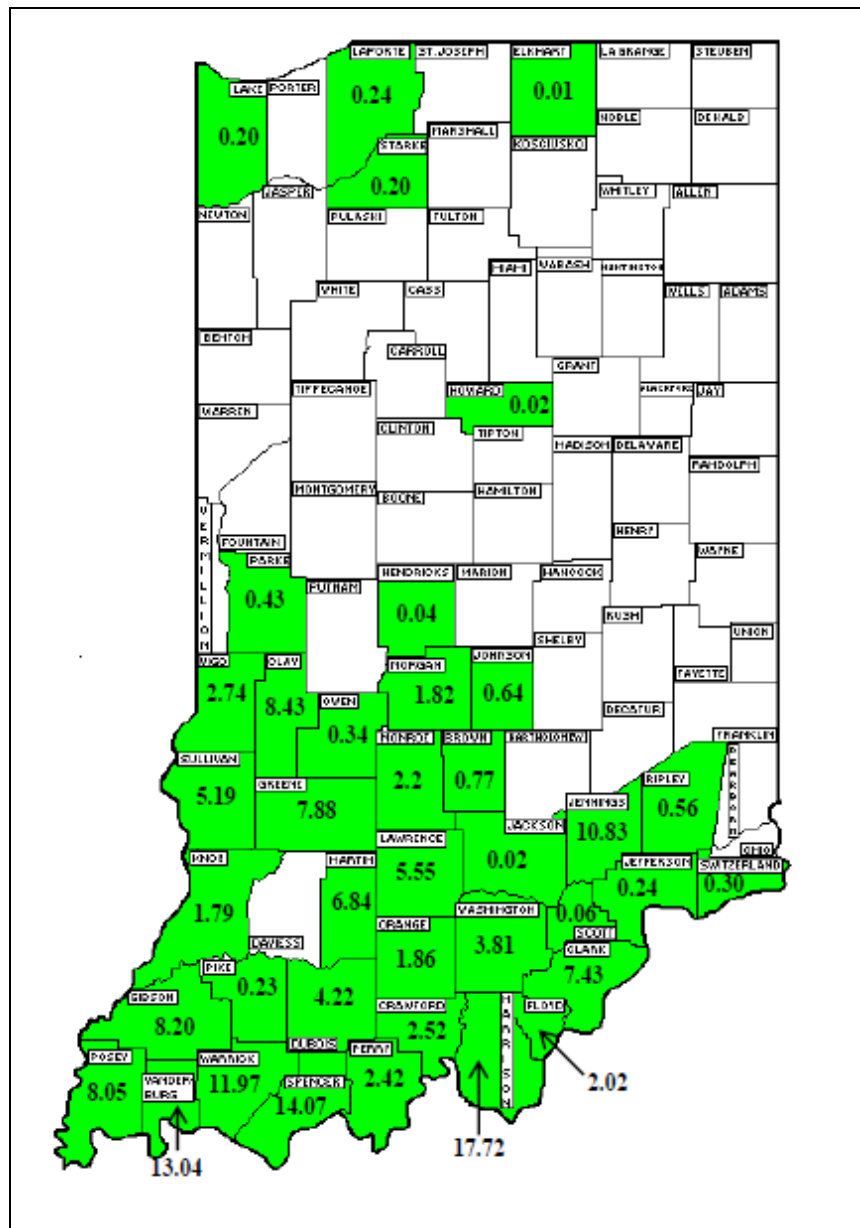 LAPORTE ST. JOSEPH ELKHART LA GRANGE STEUBEN
LAKE PORTER 0.24 0.01
NOBLE DE KALB
0.20 STARKE MARSHALL KOSCIUSKO
0.20
NEWTON JASPER PULASKI FULTON WHITLEY ALLEN
WHITE CASS MIAMI WABASH HUNTINGTON WELLS ADAMS
BENTON CARROLL GRANT
WARREN TIPPECANOE HOWARD 0.02 JAY
CLINTON TIPTON MADISON DELAWARE
RANDOLPH
MONTGOMERY BOONE HAMILTON
VERMILLION
FOUNTAIN HENRY WAYNE
PARKE PUTNAM HENDRICKS MARION HANCOCK
0.43 0.04 RUSH
SHELBY UNION
VIGO CLAY MORGAN JOHNSON FAYETTE
2.74 8.43 OWEN 1.82 0.64
0.34 DECATUR
MONROE BROWN BARTHOLOMEW FRANKLIN
SULLIVAN 2.2 0.77 RIPLEY DEARBORN
5.19 GREENE 7.88 JENNINGS 0.56
JACKSON 10.83
LAWRENCE OHIO
KNOX MARTIN 5.55 0.02 JEFFERSON SWITZERLAND
1.79 6.84 0.24 0.30
ORANGE WASHINGTON 0.06
DAVIESS 1.86 3.81 SCOTT
PIKE CLARK
0.23 4.22 7.43
GIBSON CRAWFORD HARRISON FLOYD
8.20 DUBOIS 2.52
POSEY VANDER- WARRICK PERRY
8.05 BURG 11.97 SPENCER 2.42 2.02
14.07
13.04 17.72